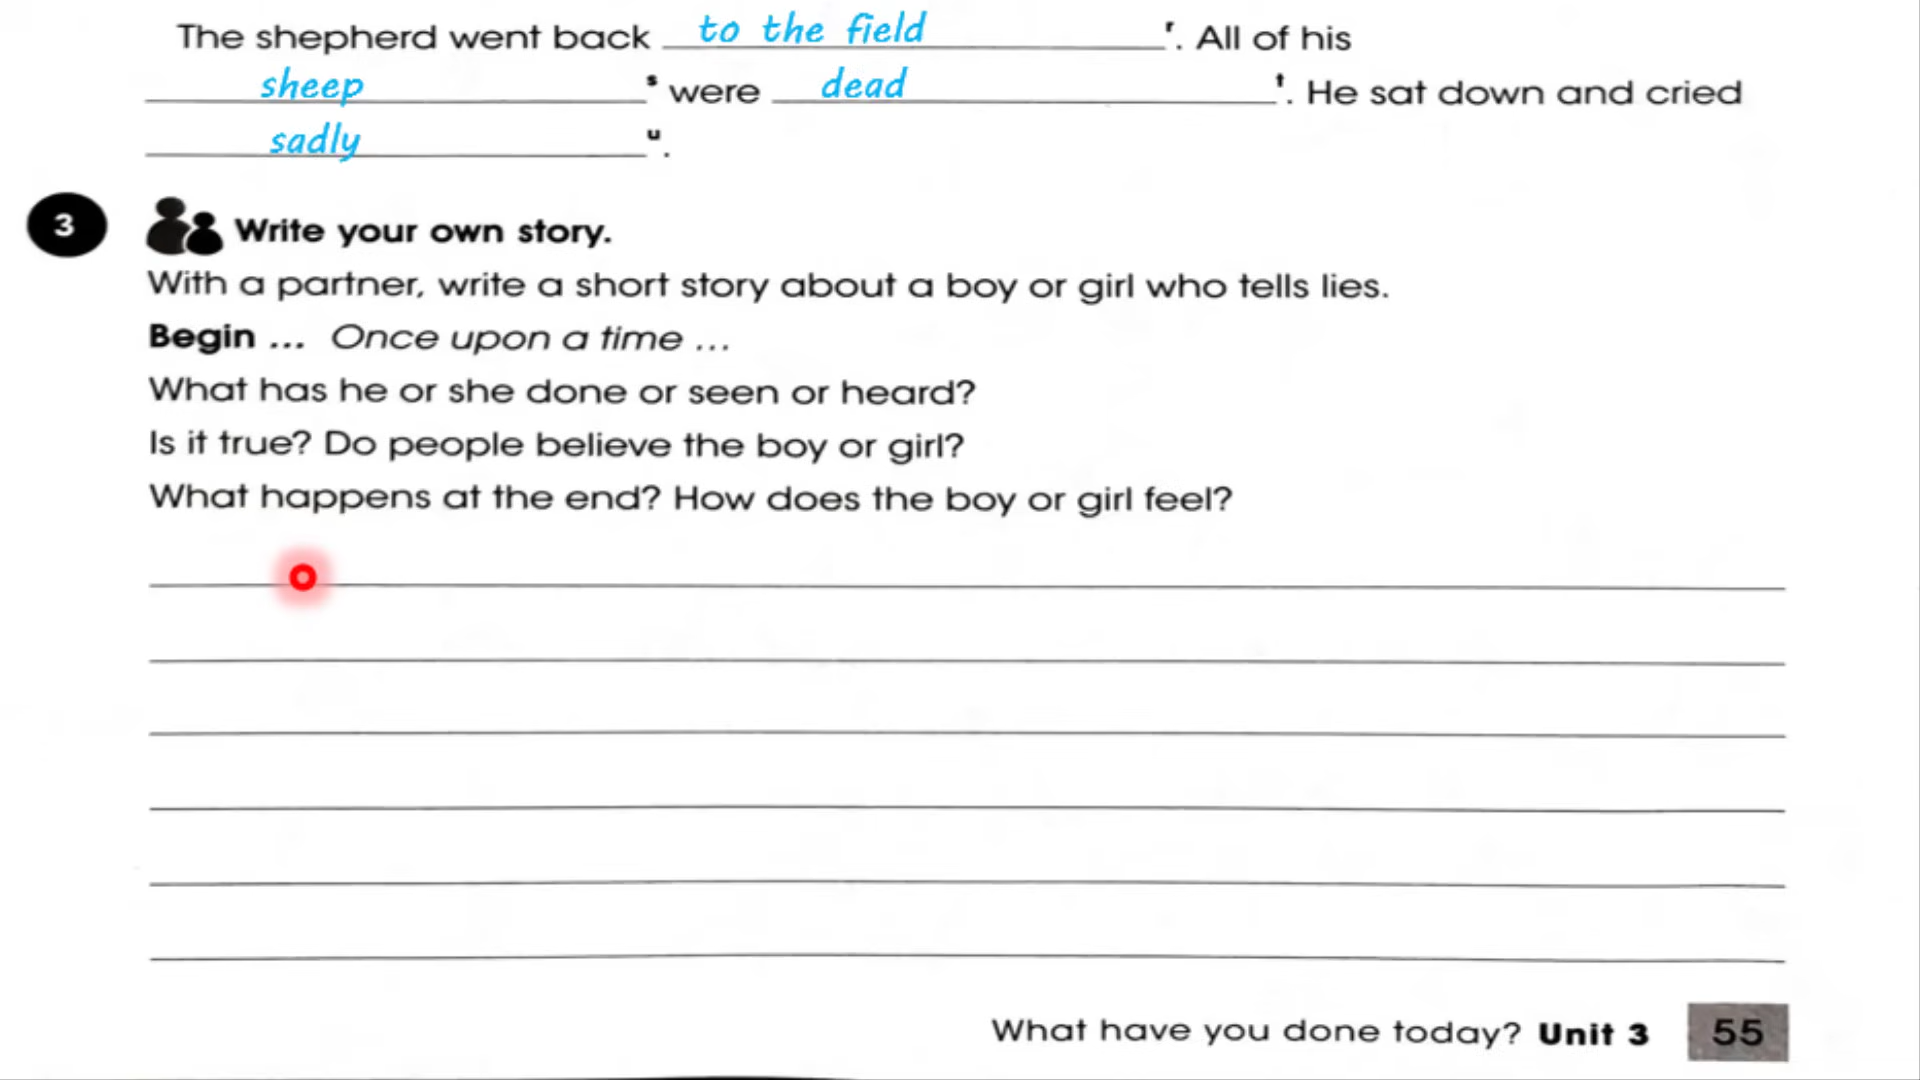 The shepherd went back to the field r. All of his
sheep s were dead t. He sat down and cried
sadly u.
3 Write your own story.
With a partner, write a short story about a boy or girl who tells lies.
Begin ... Once upon a time ...
What has he or she done or seen or heard?
Is it true? Do people believe the boy or girl?
What happens at the end? How does the boy or girl feel?
What have you done today? Unit 3 55